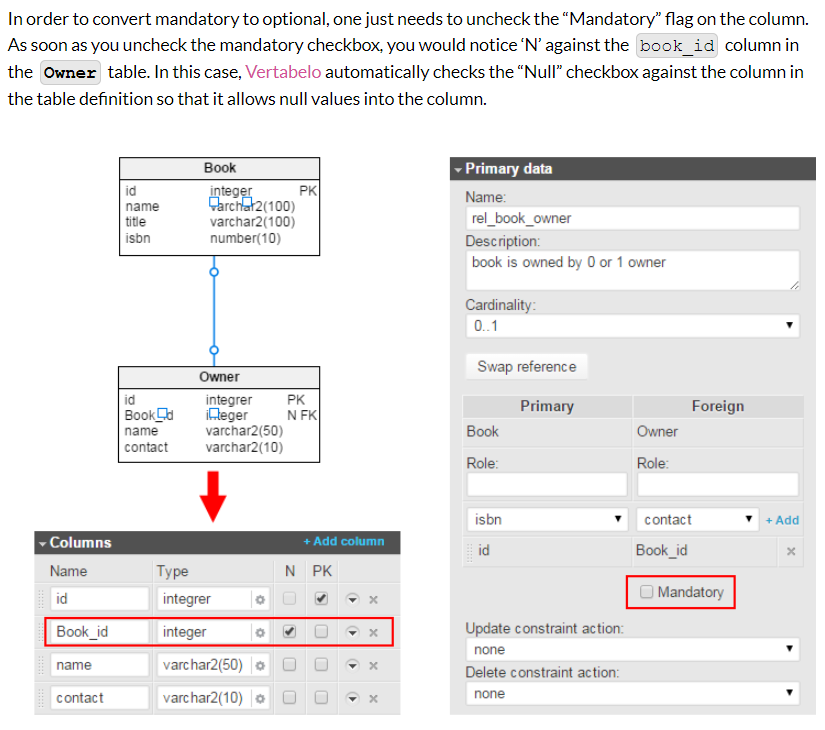 In order to convert mandatory to optional, one just needs to uncheck the “Mandatory” flag on the column.
As soon as you uncheck the mandatory checkbox, you would notice ‘N’ against the book_id column in
the Owner table. In this case, Vertabelo automatically checks the “Null” checkbox against the column in
the table definition so that it allows null values into the column.
Book
id integer PK
name varchar2(100)
title varchar2(100)
isbn number(10)
Owner
id integrer PK
Book_id integer N FK
name varchar2(50)
contact varchar2(10)
Columns + Add column
Name Type N PK
id integrer
Book_id integer
name varchar2(50)
contact varchar2(10)
Primary data
Name:
rel_book_owner
Description:
book is owned by 0 or 1 owner
Cardinality:
0..1
Swap reference
Primary Foreign
Book Owner
Role: Role:
isbn contact + Add
id Book_id
Mandatory
Update constraint action:
none
Delete constraint action:
none